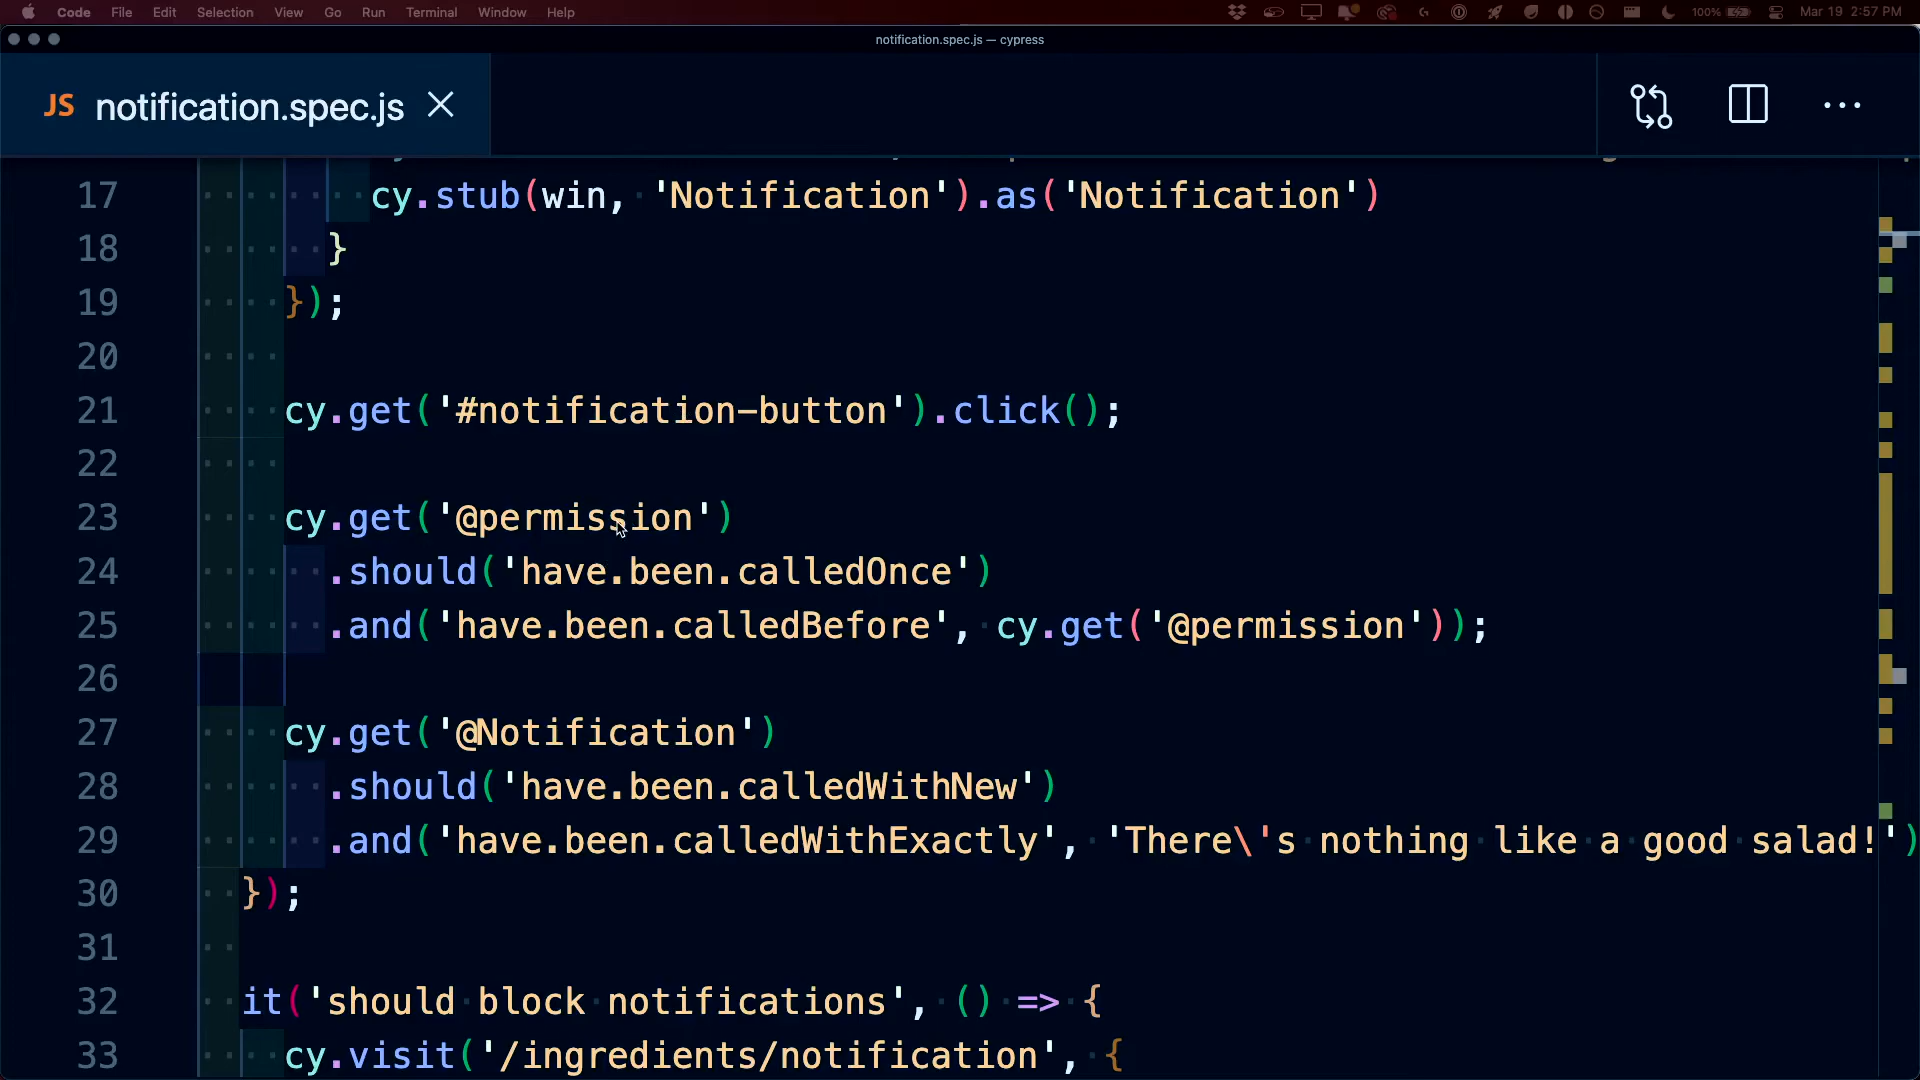 Code File Edit Selection View Go Run Terminal Window Help 100% Mar 19 2:57 PM
notification.spec.js — cypress
JS notification.spec.js
17 cy.stub(win, 'Notification').as('Notification')
18 }
19 });
20
21 cy.get('#notification-button').click();
22
23 cy.get('@permission')
24 .should('have.been.calledOnce')
25 .and('have.been.calledBefore', cy.get('@permission'));
26
27 cy.get('@Notification')
28 .should('have.been.calledWithNew')
29 .and('have.been.calledWithExactly', 'There\'s nothing like a good salad!')
30 });
31
32 it('should block notifications', () => {
33 cy.visit('/ingredients/notification', {